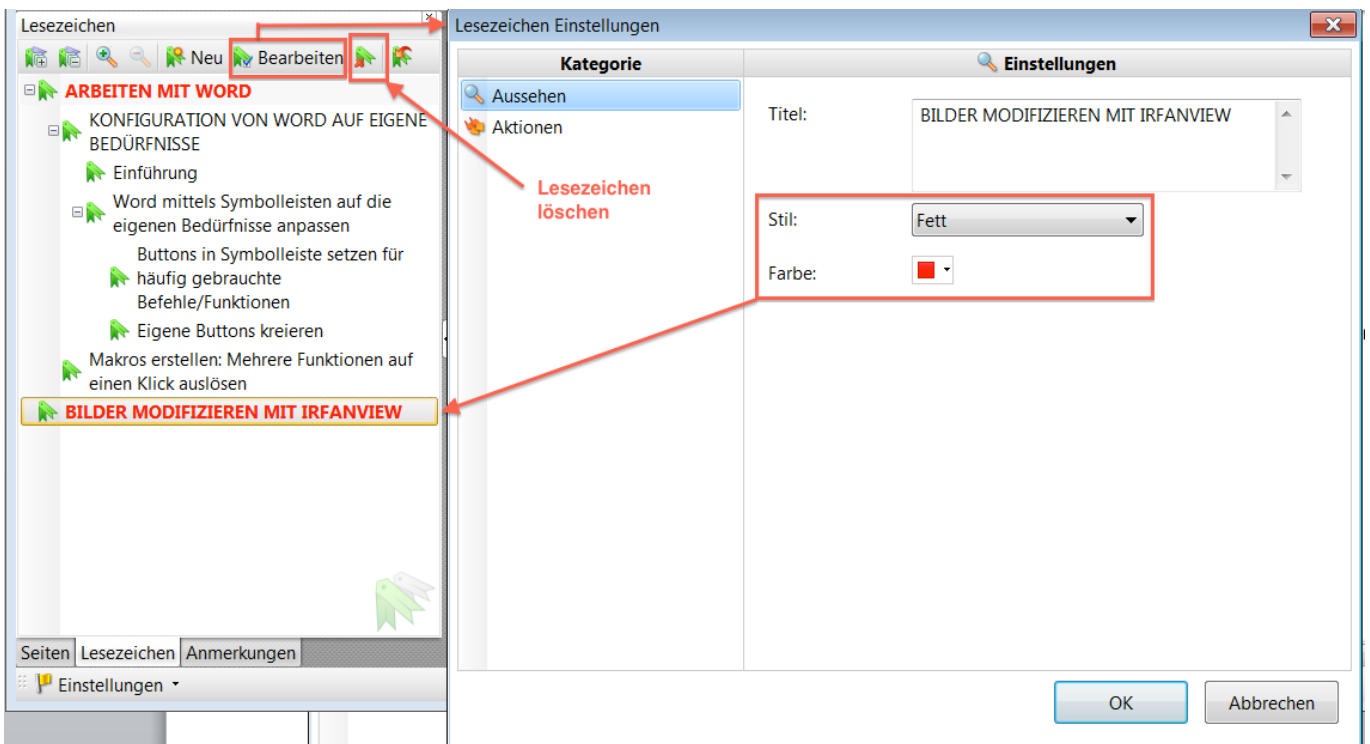 Lesezeichen
Neu Bearbeiten
ARBEITEN MIT WORD
KONFIGURATION VON WORD AUF EIGENE
BEDÜRFNISSE
Einführung
Word mittels Symbolleisten auf die
eigenen Bedürfnisse anpassen
Buttons in Symbolleiste setzen für
häufig gebrauchte
Befehle/Funktionen
Eigene Buttons kreieren
Makros erstellen: Mehrere Funktionen auf
einen Klick auslösen
BILDER MODIFIZIEREN MIT IRFANVIEW
Seiten Lesezeichen Anmerkungen
Einstellungen
Lesezeichen
löschen
Lesezeichen Einstellungen
Kategorie
Aussehen
Aktionen
Einstellungen
Titel: BILDER MODIFIZIEREN MIT IRFANVIEW
Stil: Fett
Farbe:
OK Abbrechen